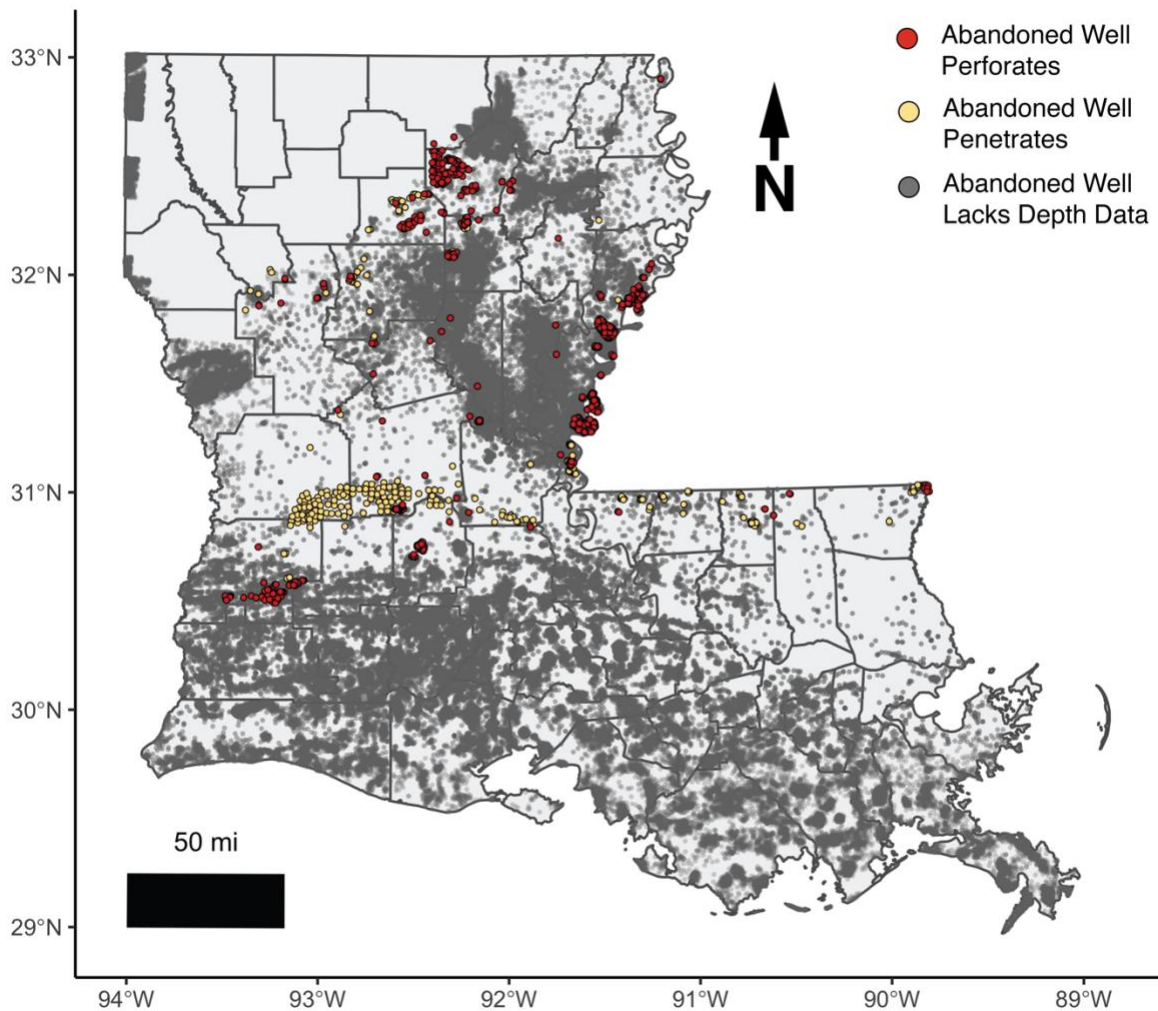 Abandoned Well
Perforates
Abandoned Well
Penetrates
Abandoned Well
Lacks Depth Data
N
33°N
32°N
31°N
30°N
29°N
50 mi
94°W
93°W
92°W
91°W
90°W
89°W